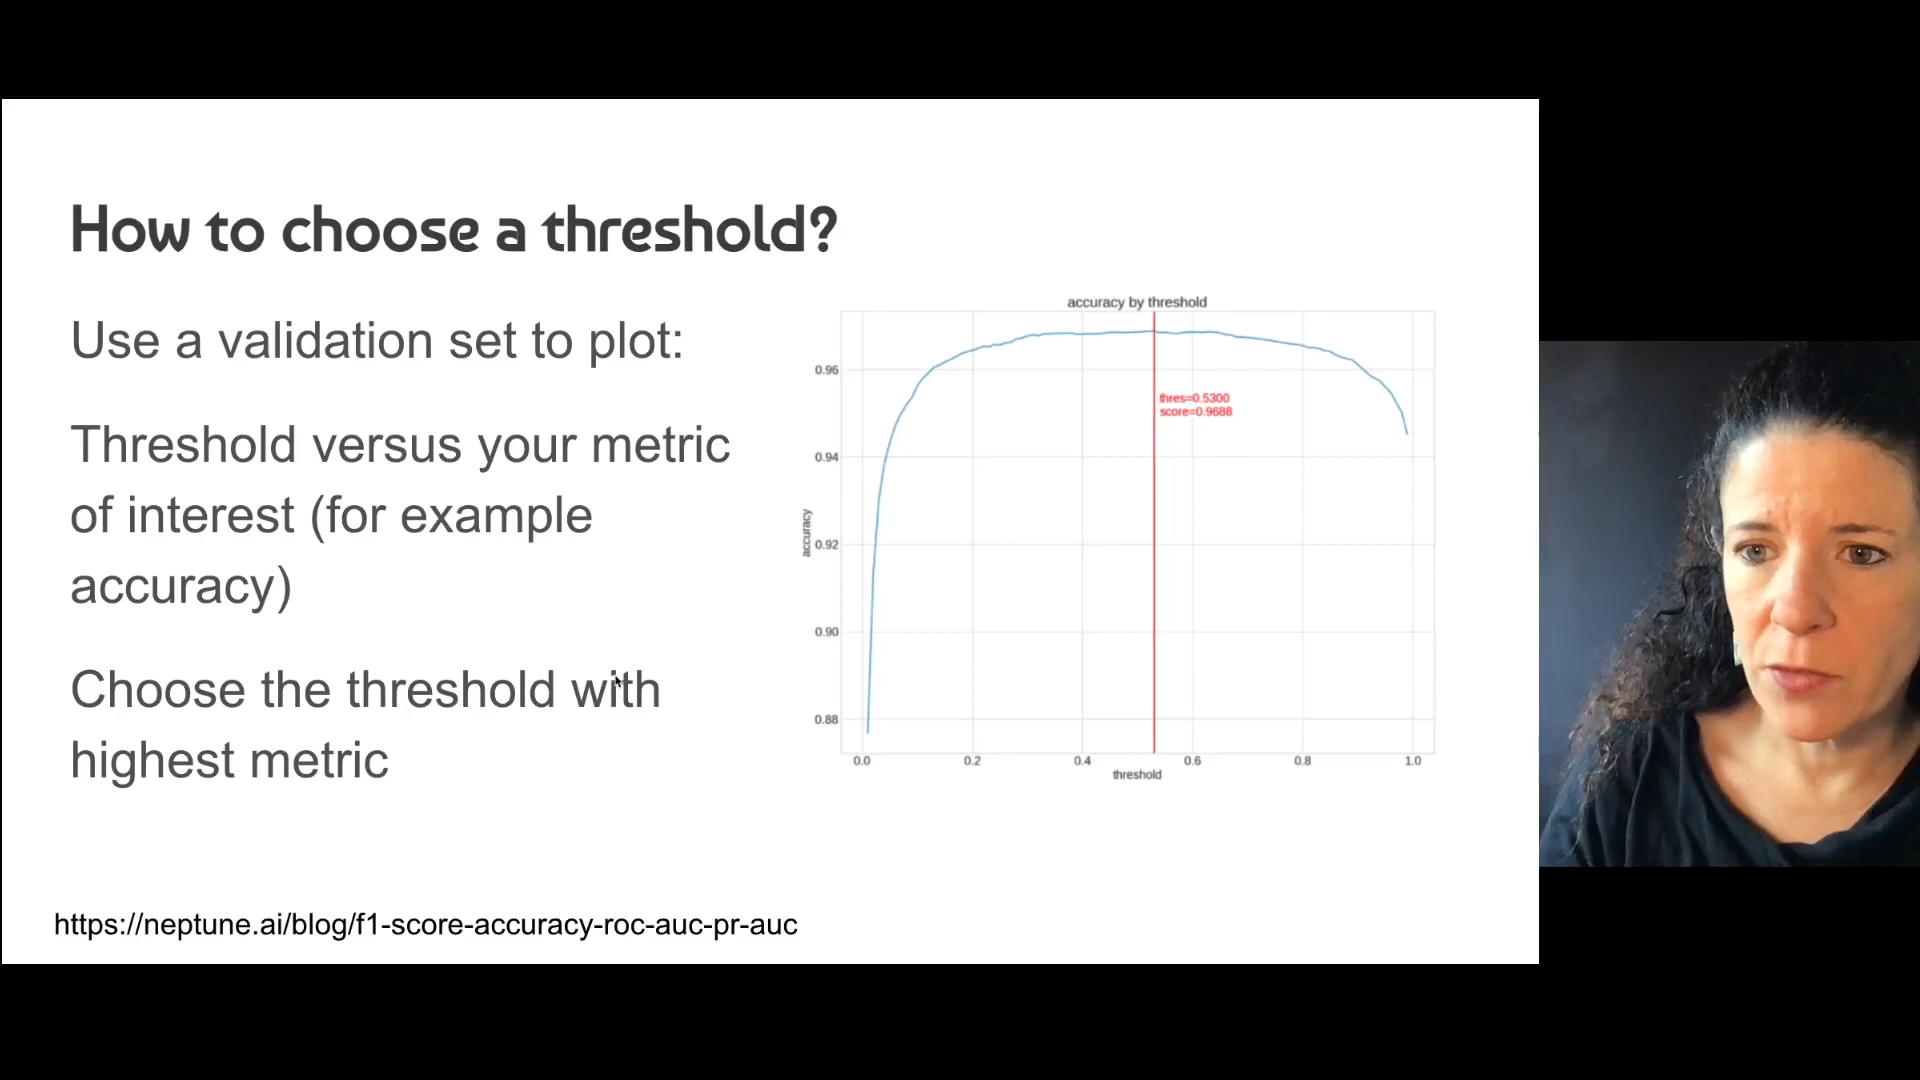 How to choose a threshold?
Use a validation set to plot:
Threshold versus your metric
of interest (for example
accuracy)
Choose the threshold with
highest metric
accuracy by threshold
0.96
0.94
0.92
0.90
0.88
accuracy
thres=0.5300
score=0.9688
0.0 0.2 0.4 0.6 0.8 1.0
threshold
https://neptune.ai/blog/f1-score-accuracy-roc-auc-pr-auc